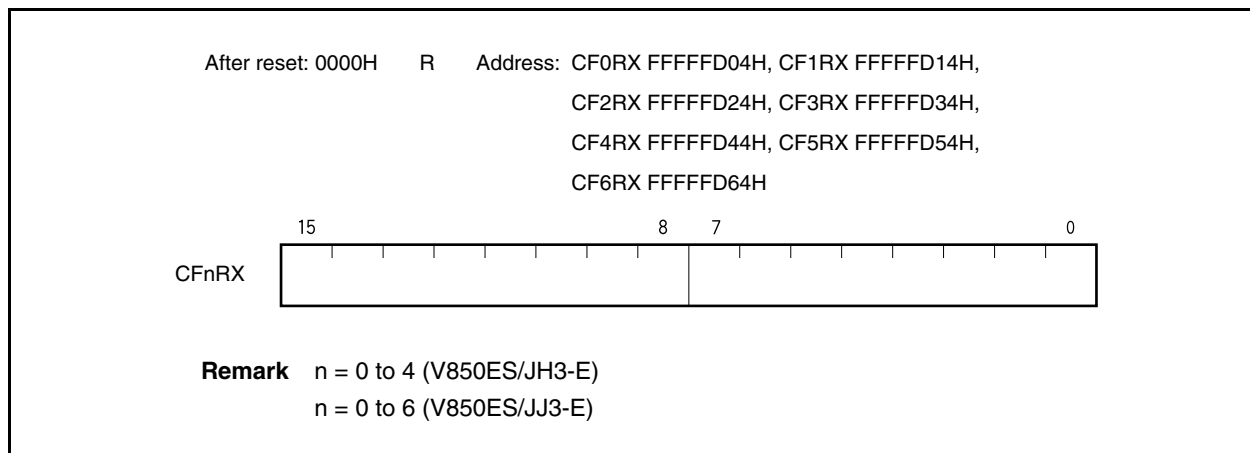 After reset: 0000H R Address: CF0RX FFFFFD04H, CF1RX FFFFFD14H,
CF2RX FFFFFD24H, CF3RX FFFFFD34H,
CF4RX FFFFFD44H, CF5RX FFFFFD54H,
CF6RX FFFFFD64H
15 8 7 0
CFnRX
Remark n = 0 to 4 (V850ES/JH3-E)
n = 0 to 6 (V850ES/JJ3-E)